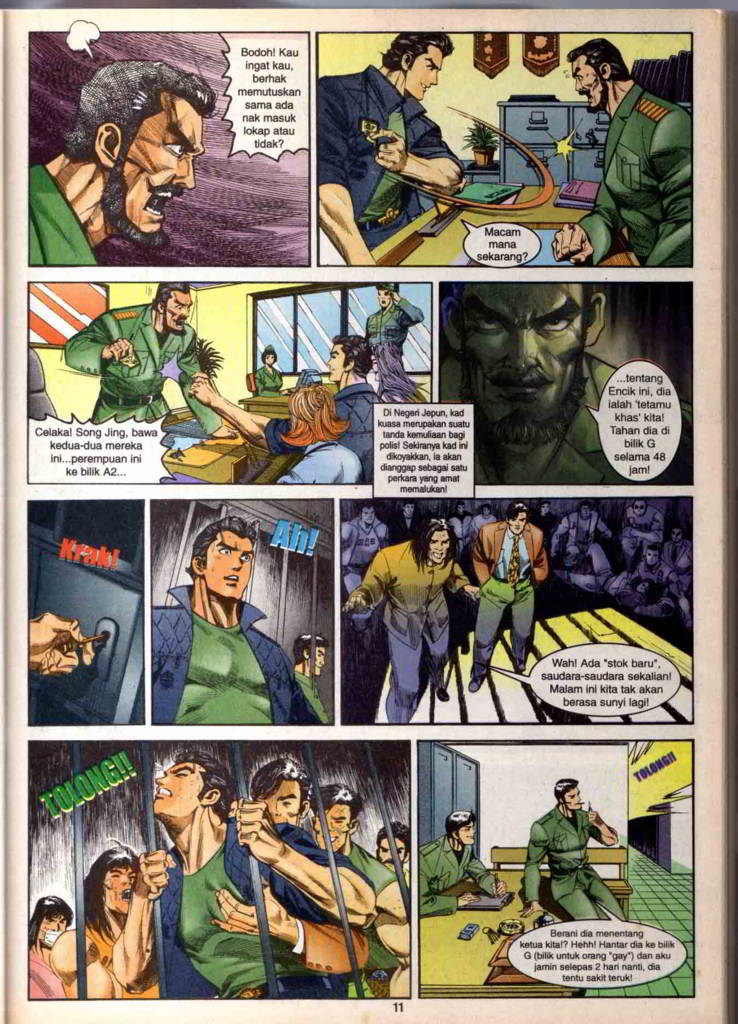 Bodoh! Kau
ingat kau,
berhak
memutuskan
sama ada
nak masuk
lokap atau
tidak?
Macam
mana
sekarang?
Celaka! Song Jing, bawa
kedua-dua mereka
ini...perempuan ini
ke bilik A2...
Di Negeri Jepun, kad
kuasa merupakan suatu
tanda kemuliaan bagi
polis! Sekiranya kad ini
dikoyakkan, ia akan
dianggap sebagai satu
perkara yang amat
memalukan!
...tentang
Encik ini, dia
ialah 'tetamu
khas' kita!
Tahan dia di
bilik G
selama 48
jam!
Krak!
Ah!
Wah! Ada "stok baru",
saudara-saudara sekalian!
Malam ini kita tak akan
berasa sunyi lagi!
TOLONG!!
TOLONG!!
Berani dia menentang
ketua kita!? Hehh! Hantar dia ke bilik
G (bilik untuk orang "gay") dan aku
jamin selepas 2 hari nanti, dia
tentu sakit teruk!
11